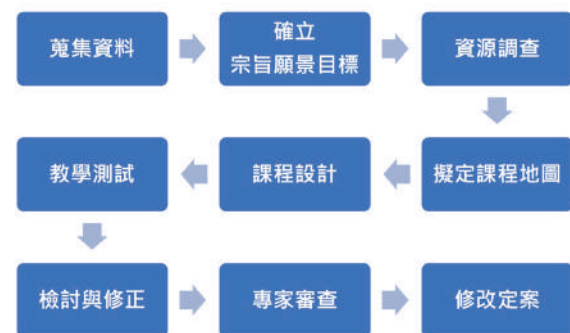 蒐集資料
確立
宗旨願景目標
資源調查
擬定課程地圖
課程設計
教學測試
檢討與修正
專家審查
修改定案